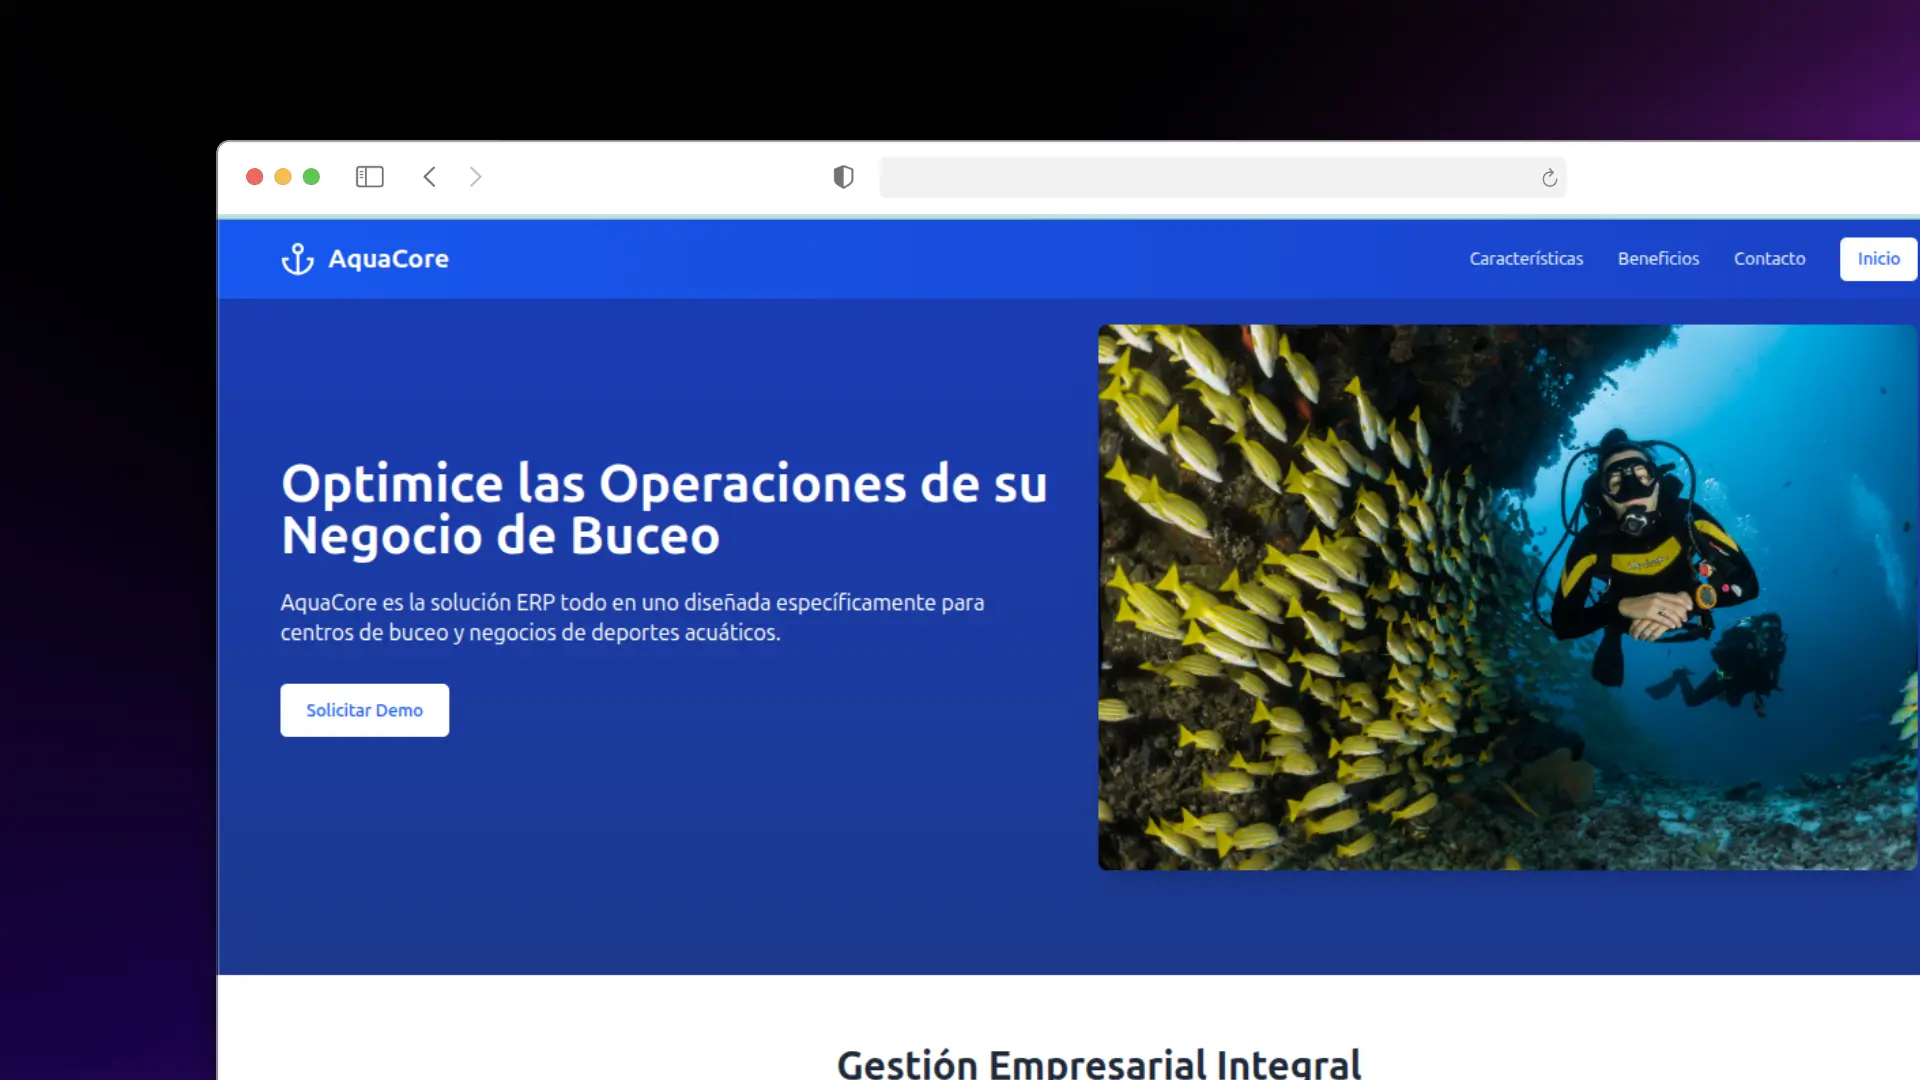 AquaCore
Características
Beneficios
Contacto
Inicio
Optimice las Operaciones de su
Negocio de Buceo
AquaCore es la solución ERP todo en uno diseñada específicamente para
centros de buceo y negocios de deportes acuáticos.
Solicitar Demo
Gestión Empresarial Integral